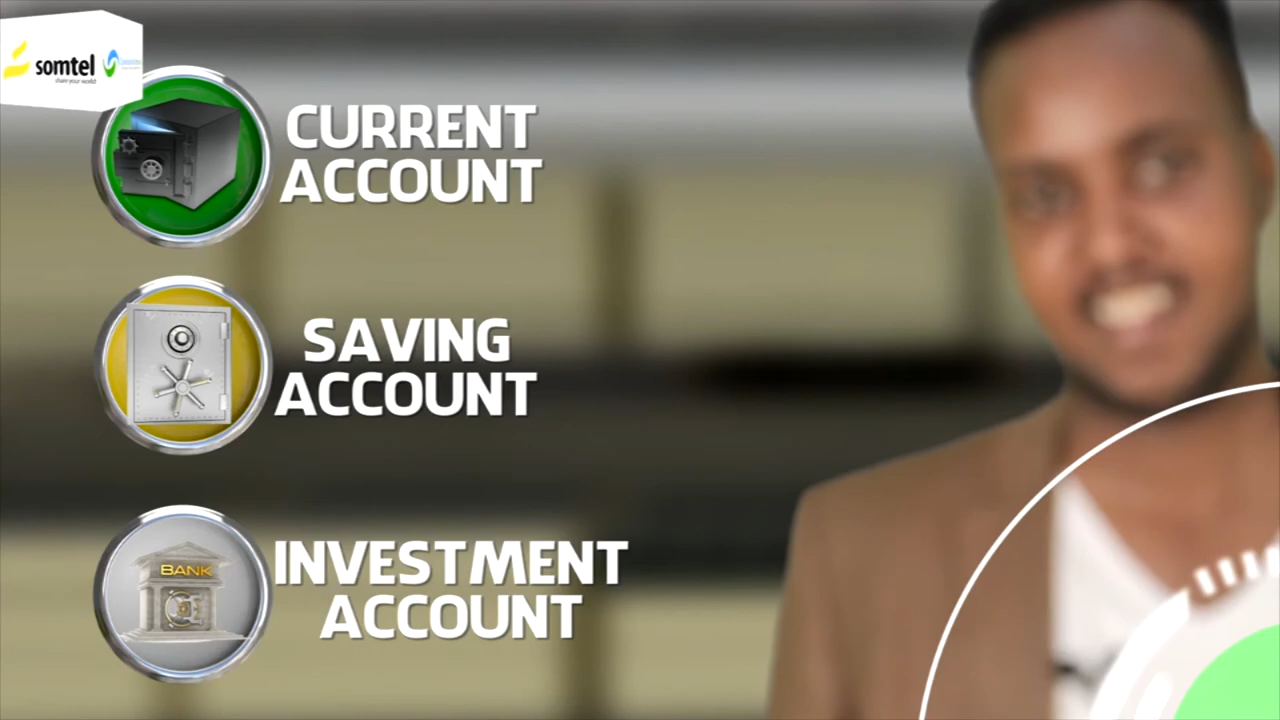 somtel
share your world
CURRENT
ACCOUNT
SAVING
ACCOUNT
BANK
INVESTMENT
ACCOUNT